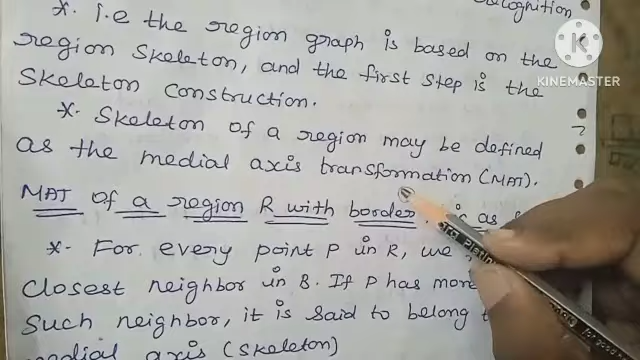 Recognition
*. i.e the region graph is based on the
region Skeleton, and the first step is the
Skeleton construction.
*. Skeleton of a region may be defined
as the medial axis transformation (MAT).
MAT of a region R with border is as
*. For every point P in R, we
closest neighbor in B. If P has more
Such neighbor, it is said to belong
medial axis (Skeleton)
KINEMASTER